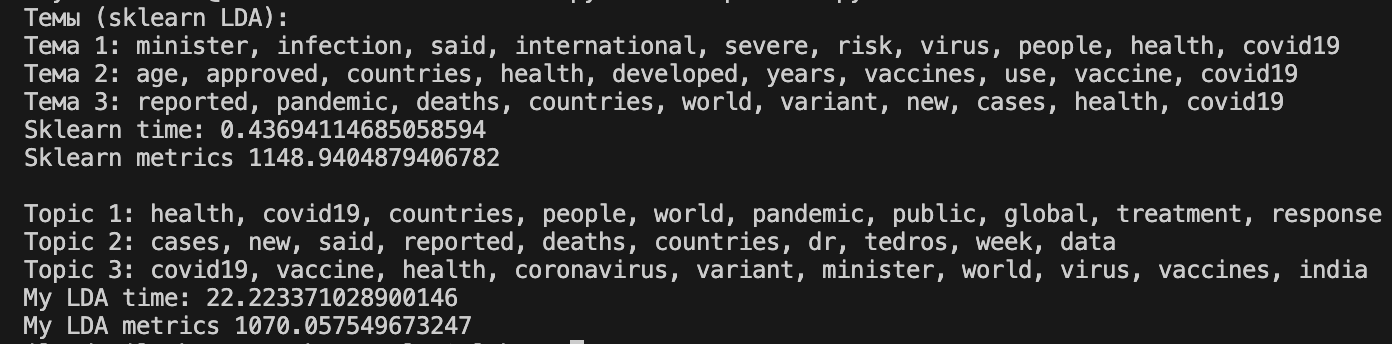 Темы (sklearn LDA):
Тема 1: minister, infection, said, international, severe, risk, virus, people, health, covid19
Тема 2: age, approved, countries, health, developed, years, vaccines, use, vaccine, covid19
Тема 3: reported, pandemic, deaths, countries, world, variant, new, cases, health, covid19
Sklearn time: 0.43694114685058594
Sklearn metrics 1148.9404879406782
Topic 1: health, covid19, countries, people, world, pandemic, public, global, treatment, response
Topic 2: cases, new, said, reported, deaths, countries, dr, tedros, week, data
Topic 3: covid19, vaccine, health, coronavirus, variant, minister, world, virus, vaccines, india
My LDA time: 22.223371028900146
My LDA metrics 1070.057549673247